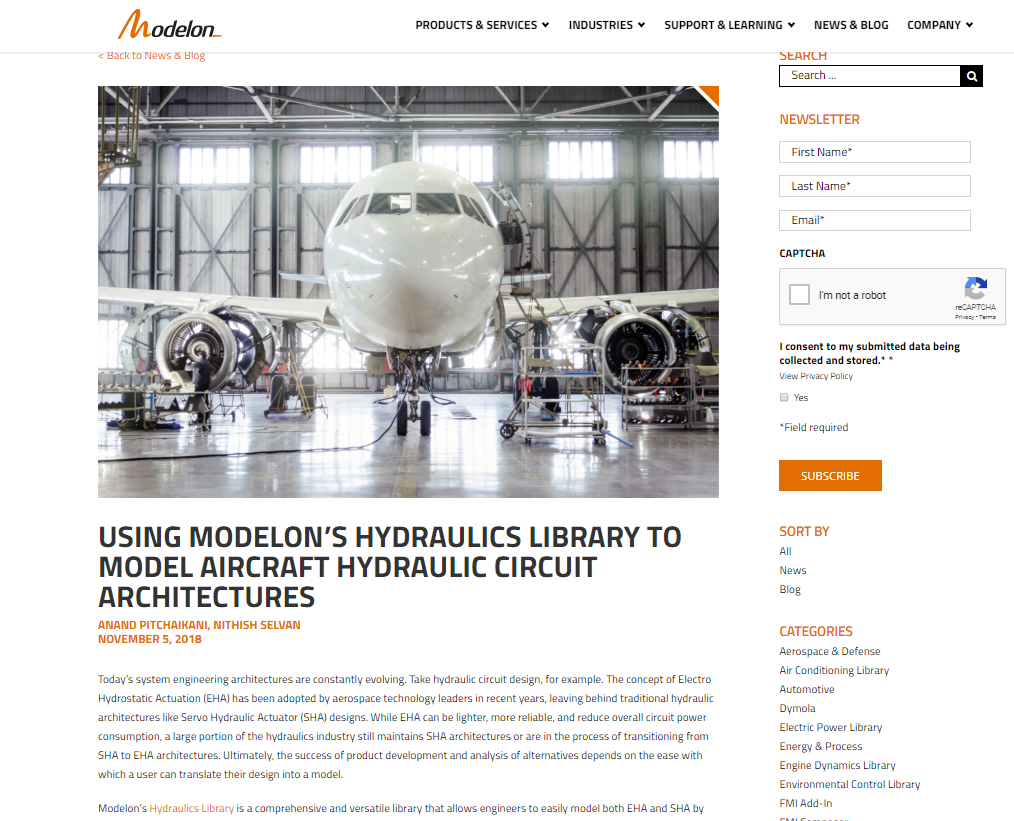 Modelon
PRODUCTS & SERVICES
INDUSTRIES
SUPPORT & LEARNING
NEWS & BLOG
COMPANY
< Back to News & Blog
USING MODELON’S HYDRAULICS LIBRARY TO
MODEL AIRCRAFT HYDRAULIC CIRCUIT
ARCHITECTURES
ANAND PITCHAIKANI, NITHISH SELVAN
NOVEMBER 5, 2018
Today’s system engineering architectures are constantly evolving. Take hydraulic circuit design, for example. The concept of Electro
Hydrostatic Actuation (EHA) has been adopted by aerospace technology leaders in recent years, leaving behind traditional hydraulic
architectures like Servo Hydraulic Actuator (SHA) designs. While EHA can be lighter, more reliable, and reduce overall circuit power
consumption, a large portion of the hydraulics industry still maintains SHA architectures or are in the process of transitioning from
SHA to EHA architectures. Ultimately, the success of product development and analysis of alternatives depends on the ease with
which a user can translate their design into a model.
Modelon’s Hydraulics Library is a comprehensive and versatile library that allows engineers to easily model both EHA and SHA by
SEARCH
Search ...
NEWSLETTER
First Name*
Last Name*
Email*
CAPTCHA
I'm not a robot
reCAPTCHA
Privacy - Terms
I consent to my submitted data being
collected and stored.* *
View Privacy Policy
Yes
*Field required
SUBSCRIBE
SORT BY
All
News
Blog
CATEGORIES
Aerospace & Defense
Air Conditioning Library
Automotive
Dymola
Electric Power Library
Energy & Process
Engine Dynamics Library
Environmental Control Library
FMI Add-In